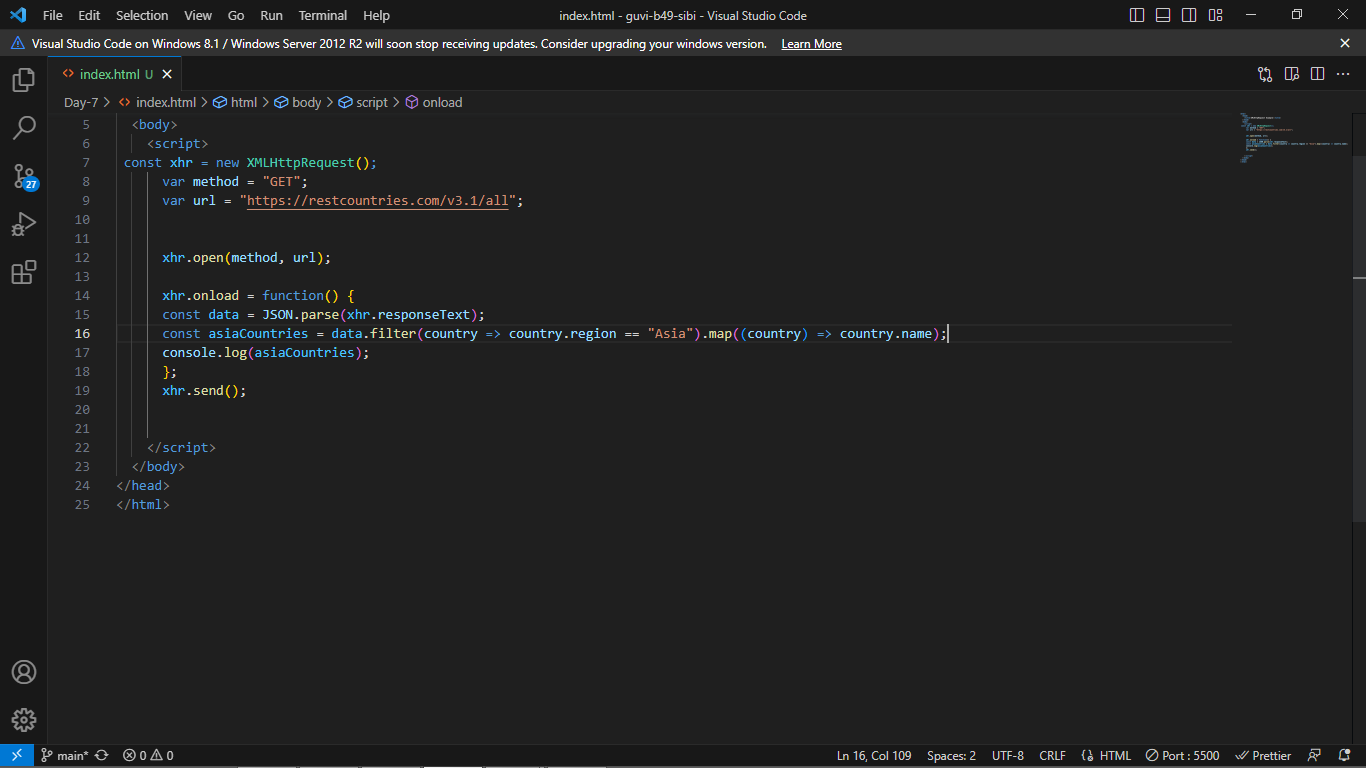 File Edit Selection View Go Run Terminal Help index.html - guvi-b49-sibi - Visual Studio Code
Visual Studio Code on Windows 8.1 / Windows Server 2012 R2 will soon stop receiving updates. Consider upgrading your windows version. Learn More
index.html U
Day-7 > index.html > html > body > script > onload
5 <body>
6 <script>
7 const xhr = new XMLHttpRequest();
8 var method = "GET";
9 var url = "https://restcountries.com/v3.1/all";
10
11
12 xhr.open(method, url);
13
14 xhr.onload = function() {
15 const data = JSON.parse(xhr.responseText);
16 const asiaCountries = data.filter(country => country.region == "Asia").map((country) => country.name);
17 console.log(asiaCountries);
18 };
19 xhr.send();
20
21
22 </script>
23 </body>
24 </head>
25 </html>
27
main* 0 0 Ln 16, Col 109 Spaces: 2 UTF-8 CRLF HTML Port : 5500 Prettier